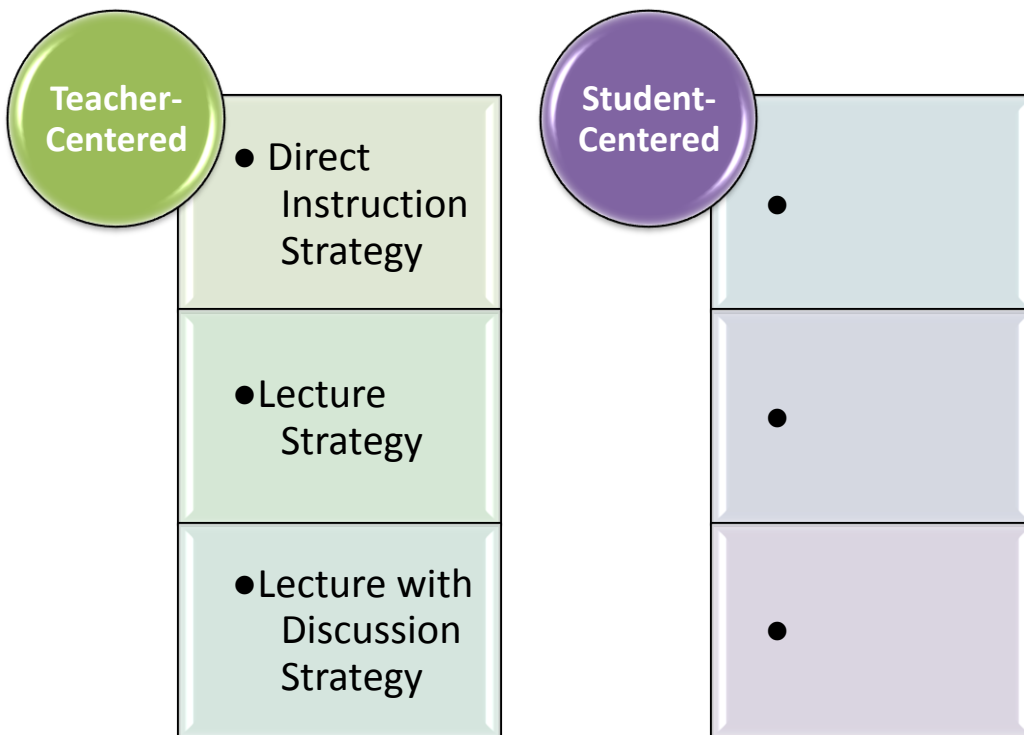 Teacher-
Centered
● Direct
Instruction
Strategy
●Lecture
Strategy
●Lecture with
Discussion
Strategy
Student-
Centered
●
●
●